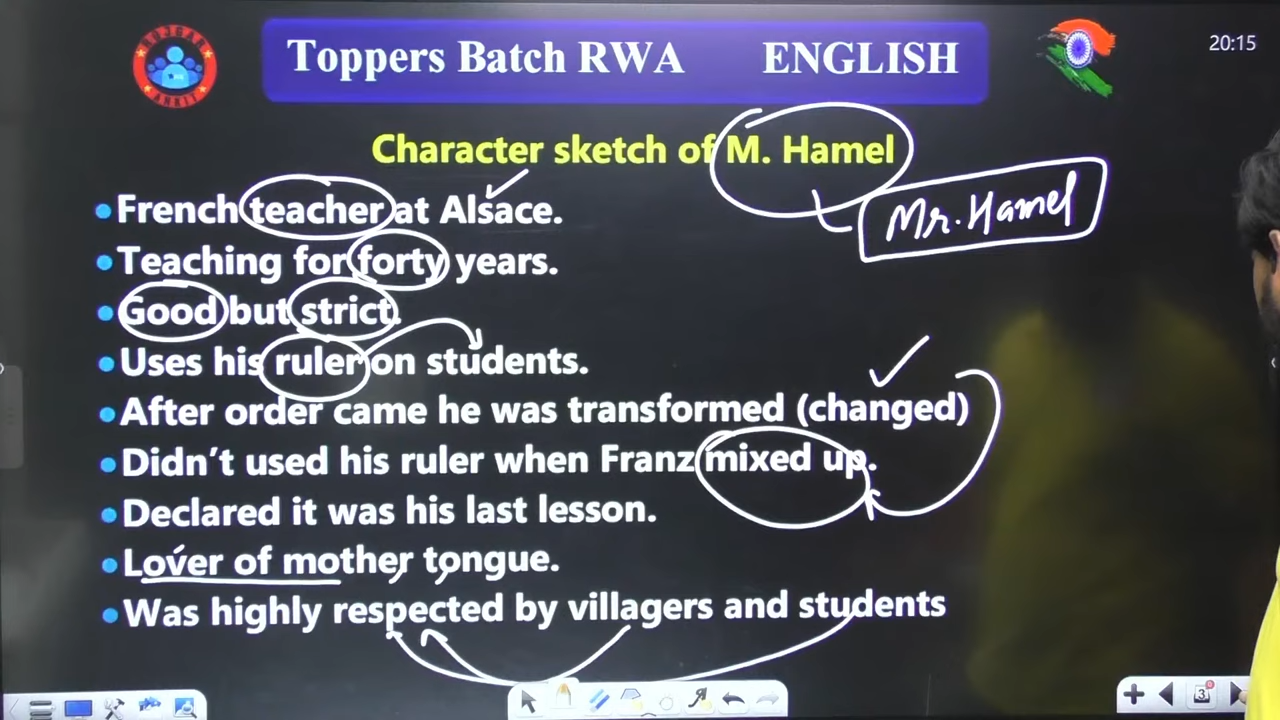 Toppers Batch RWA ENGLISH
20:15
ROJGAR
ANKIT
Character sketch of M. Hamel
Mr. Hamel
• French teacher at Alsace.
• Teaching for forty years.
• Good but strict.
• Uses his ruler on students.
• After order came he was transformed (changed)
• Didn't used his ruler when Franz mixed up.
• Declared it was his last lesson.
• Lover of mother tongue.
• Was highly respected by villagers and students